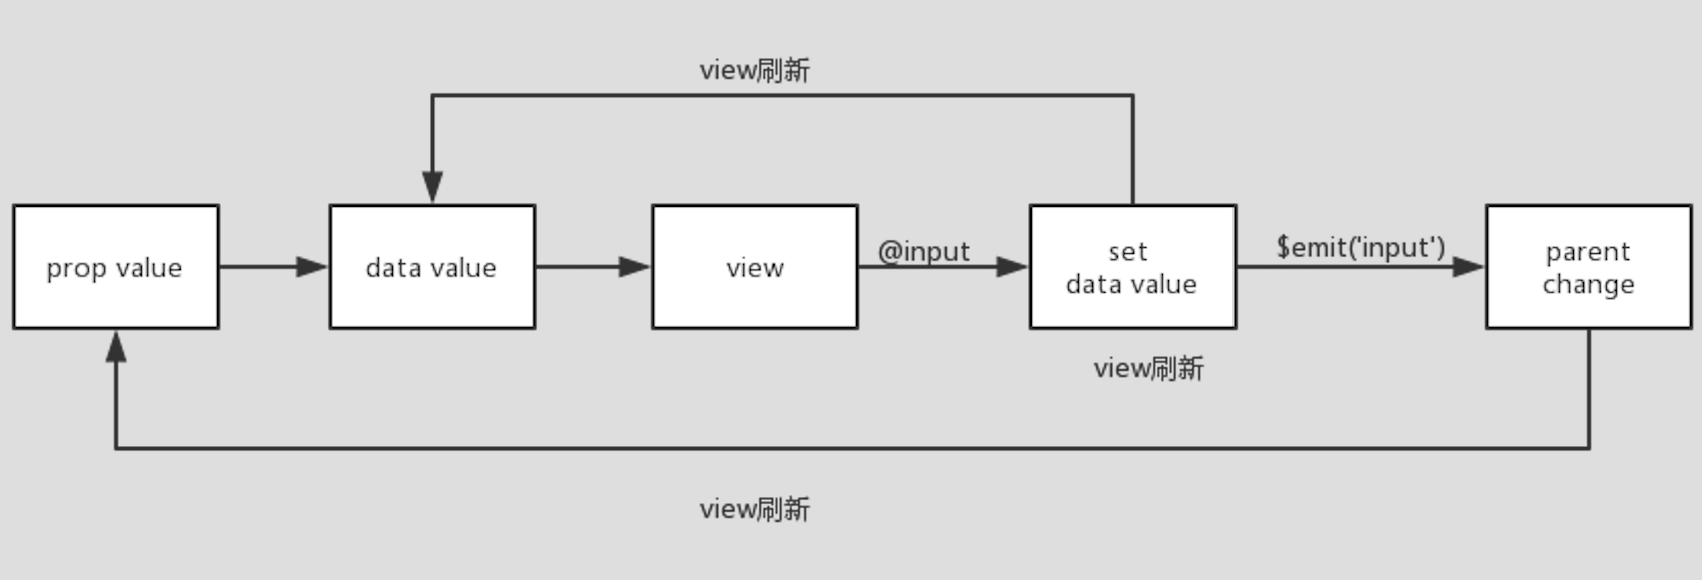 view刷新
prop value
data value
view
@input
set
data value
$emit('input')
parent
change
view刷新
view刷新